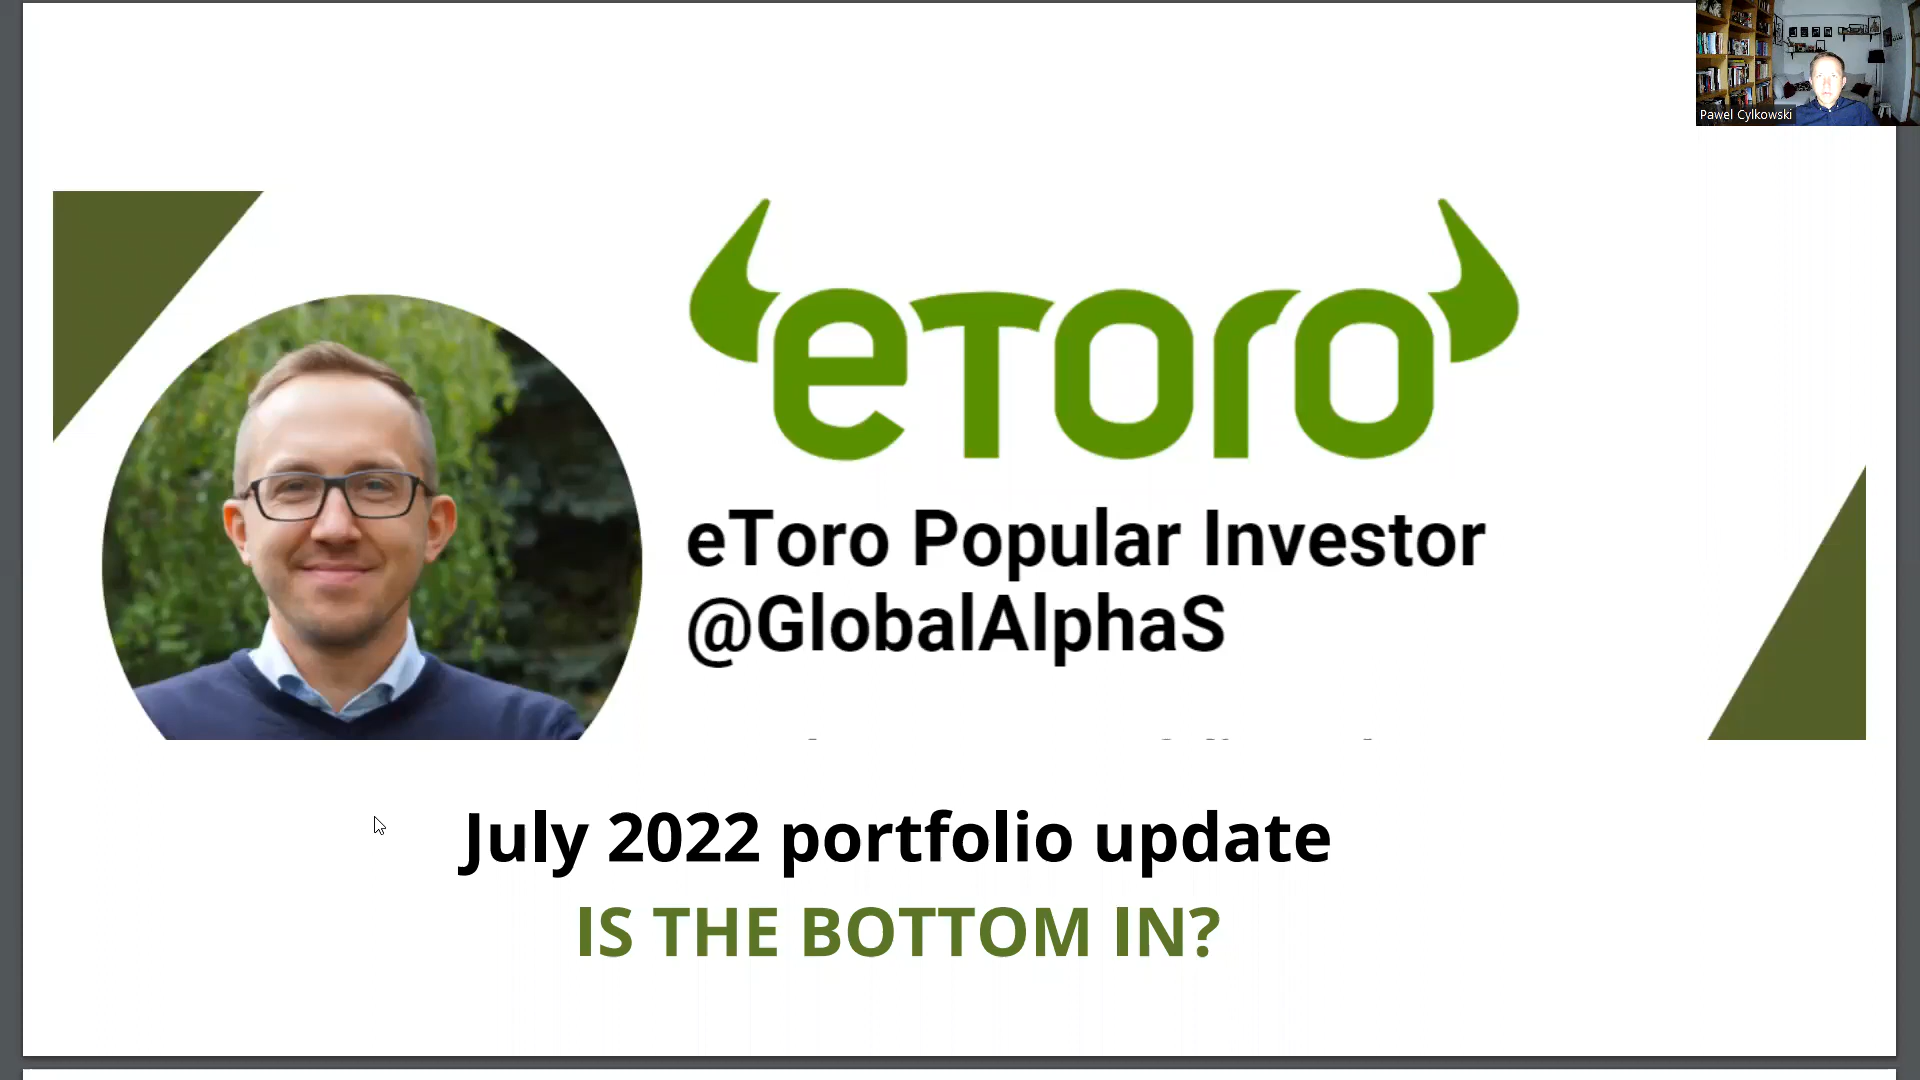 Pawel Cylkowski
eToro
eToro Popular Investor
@GlobalAlphaS
July 2022 portfolio update
IS THE BOTTOM IN?